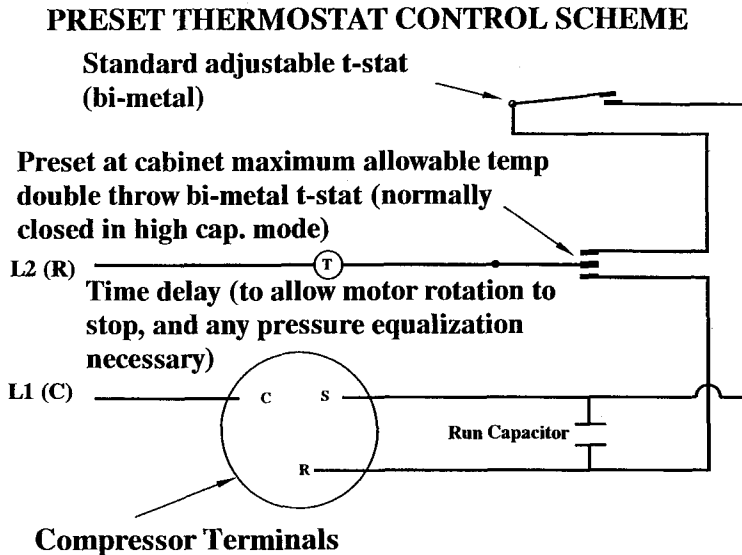 PRESET THERMOSTAT CONTROL SCHEME
Standard adjustable t-stat
(bi-metal)
Preset at cabinet maximum allowable temp
double throw bi-metal t-stat (normally
closed in high cap. mode)
L2 (R)
T
Time delay (to allow motor rotation to
stop, and any pressure equalization
necessary)
L1 (C)
C
S
Run Capacitor
R
Compressor Terminals